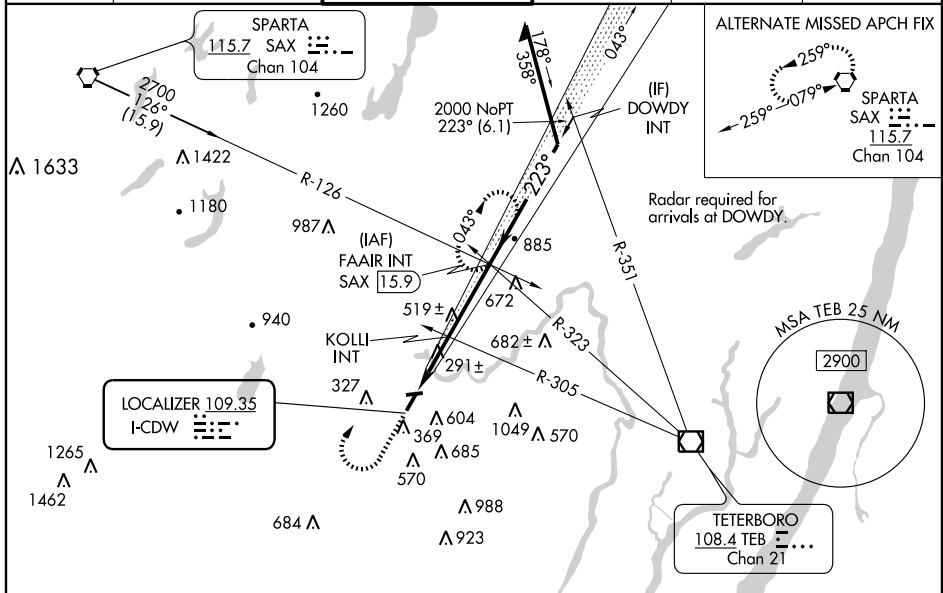 SPARTA
115.7 SAX
Chan 104
2700
126°
(15.9)
1260
1422
1633
1180
R-126
987
(IAF)
FAAIR INT
SAX 15.9
043°
178°
358°
043°
2000 NoPT
223° (6.1)
(IF)
DOWDY
INT
223°
ALTERNATE MISSED APCH FIX
259°
259°
079°
SPARTA
SAX
115.7
Chan 104
Radar required for
arrivals at DOWDY.
885
R-351
672
519±
R-323
940
KOLLI
INT
682±
291±
R-305
MSA TEB 25 NM
2900
327
LOCALIZER 109.35
I-CDW
604
369
1049
570
685
570
1265
1462
988
684
923
TETERBORO
108.4 TEB
Chan 21